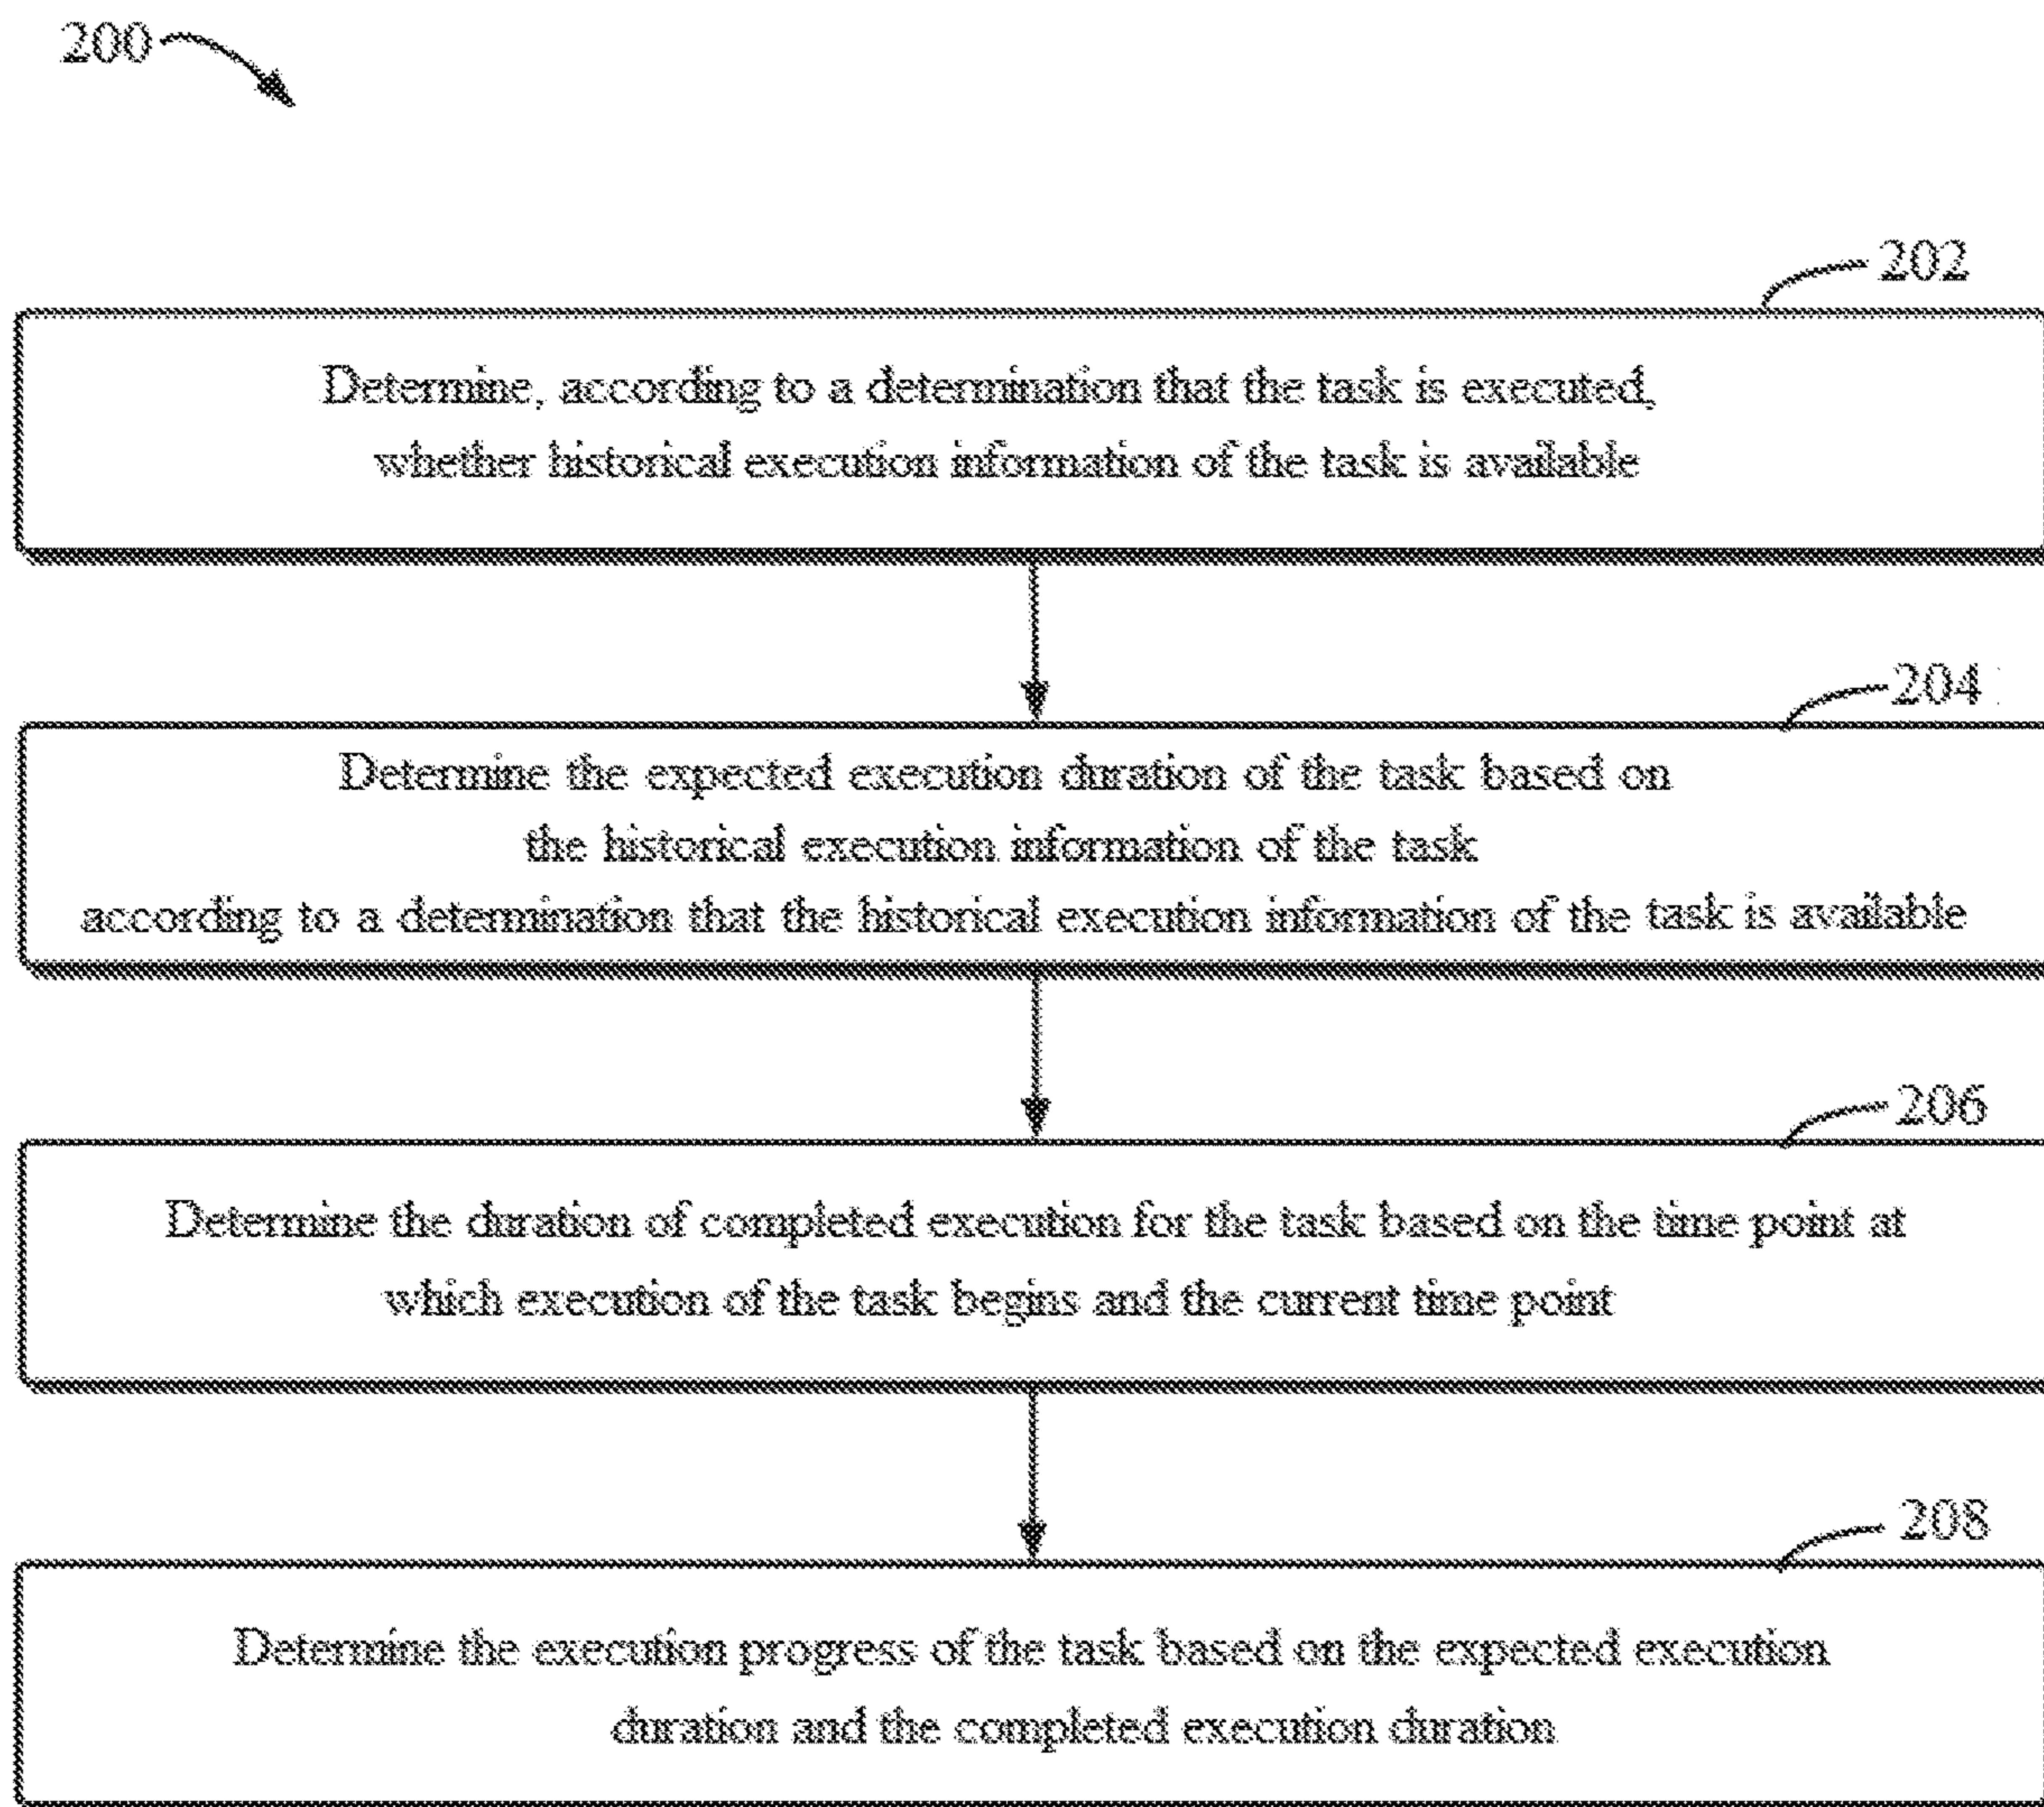 200
202
Determine, according to a determination that the task is executed,
whether historical execution information of the task is available
204
Determine the expected execution duration of the task based on
the historical execution information of the task
according to a determination that the historical execution information of the task is available
206
Determine the duration of completed execution for the task based on the time point at
which execution of the task begins and the current time point
208
Determine the execution progress of the task based on the expected execution
duration and the completed execution duration